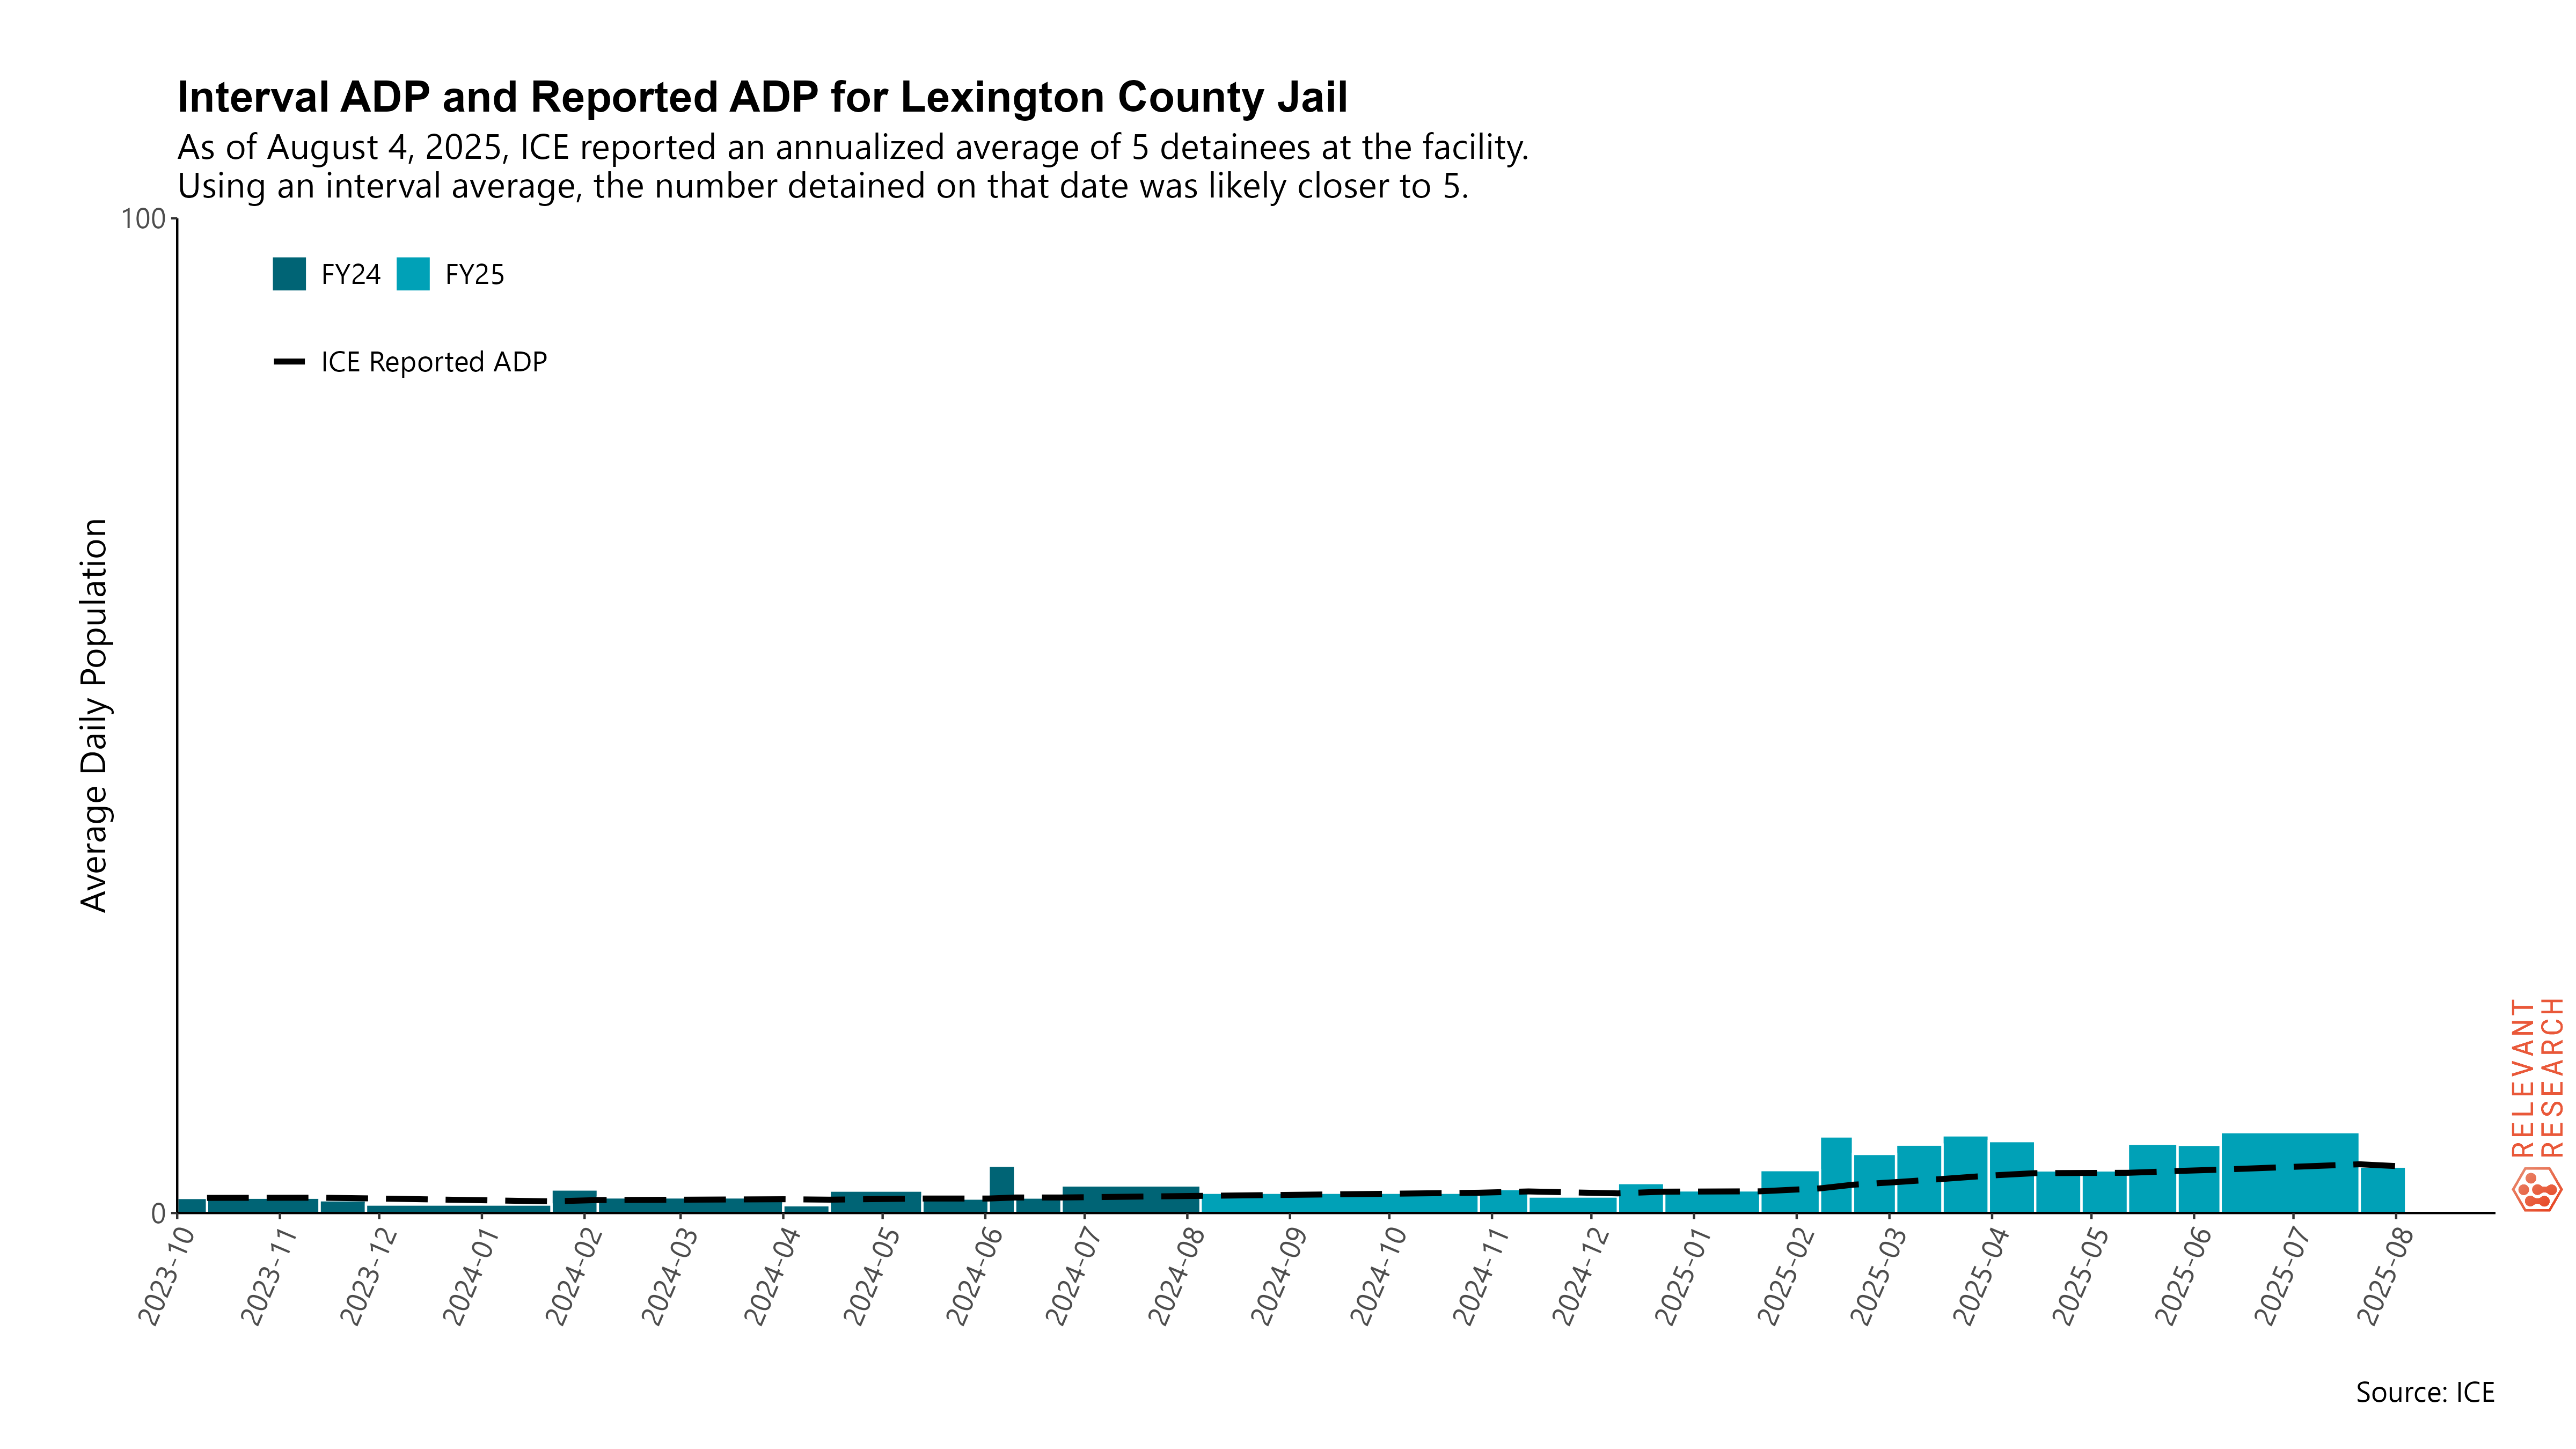 Interval ADP and Reported ADP for Lexington County Jail
As of August 4, 2025, ICE reported an annualized average of 5 detainees at the facility.
Using an interval average, the number detained on that date was likely closer to 5.
100
FY24 FY25
ICE Reported ADP
Average Daily Population
0
2023-10 2023-11 2023-12 2024-01 2024-02 2024-03 2024-04 2024-05 2024-06 2024-07 2024-08 2024-09 2024-10 2024-11 2024-12 2025-01 2025-02 2025-03 2025-04 2025-05 2025-06 2025-07 2025-08
RELEVANT
RESEARCH
Source: ICE